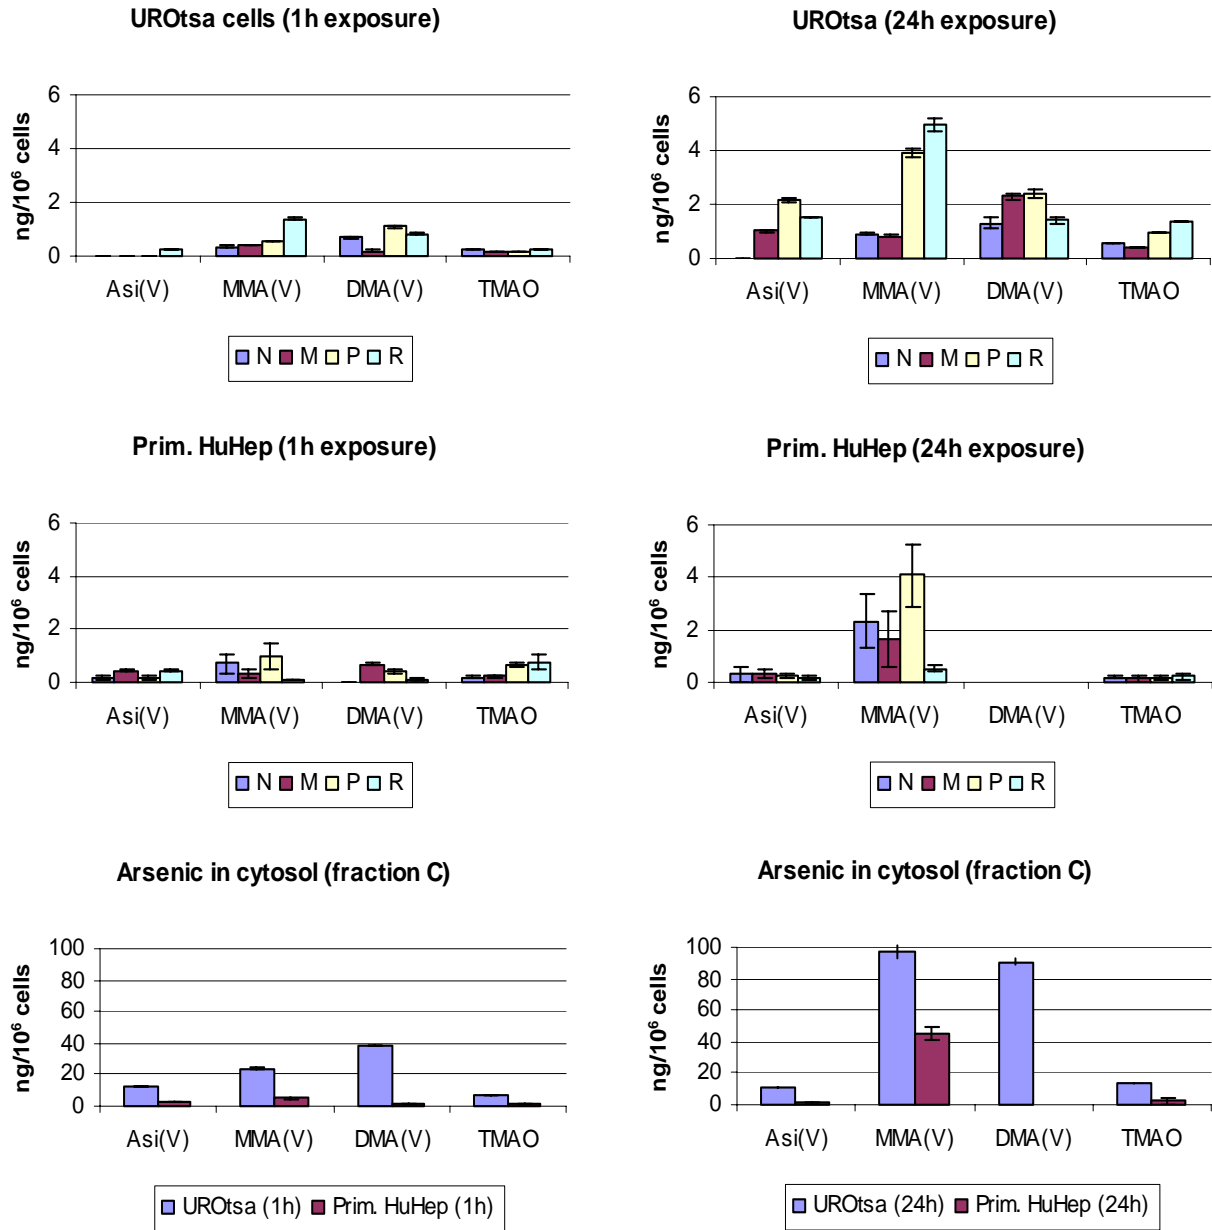 UROtsa cells (1h exposure)
ng/10⁶ cells
6
4
2
0
Asi(V) MMA(V) DMA(V) TMAO
N M P R
UROtsa (24h exposure)
ng/10⁶ cells
6
4
2
0
Asi(V) MMA(V) DMA(V) TMAO
N M P R
Prim. HuHep (1h exposure)
ng/10⁶ cells
6
4
2
0
Asi(V) MMA(V) DMA(V) TMAO
N M P R
Prim. HuHep (24h exposure)
ng/10⁶ cells
6
4
2
0
Asi(V) MMA(V) DMA(V) TMAO
N M P R
Arsenic in cytosol (fraction C)
ng/10⁶ cells
100
80
60
40
20
0
Asi(V) MMA(V) DMA(V) TMAO
UROtsa (1h) Prim. HuHep (1h)
Arsenic in cytosol (fraction C)
ng/10⁶ cells
100
80
60
40
20
0
Asi(V) MMA(V) DMA(V) TMAO
UROtsa (24h) Prim. HuHep (24h)